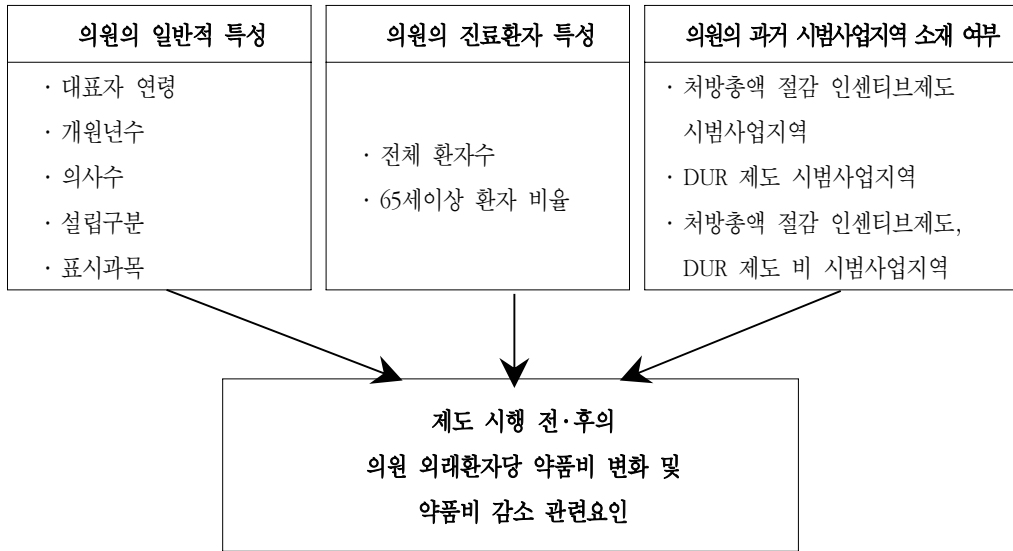 의원의 일반적 특성
· 대표자 연령
· 개원년수
· 의사수
· 설립구분
· 표시과목
의원의 진료환자 특성
· 전체 환자수
· 65세이상 환자 비율
의원의 과거 시범사업지역 소재 여부
· 처방총액 절감 인센티브제도
시범사업지역
· DUR 제도 시범사업지역
· 처방총액 절감 인센티브제도,
DUR 제도 비 시범사업지역
제도 시행 전·후의
의원 외래환자당 약품비 변화 및
약품비 감소 관련요인